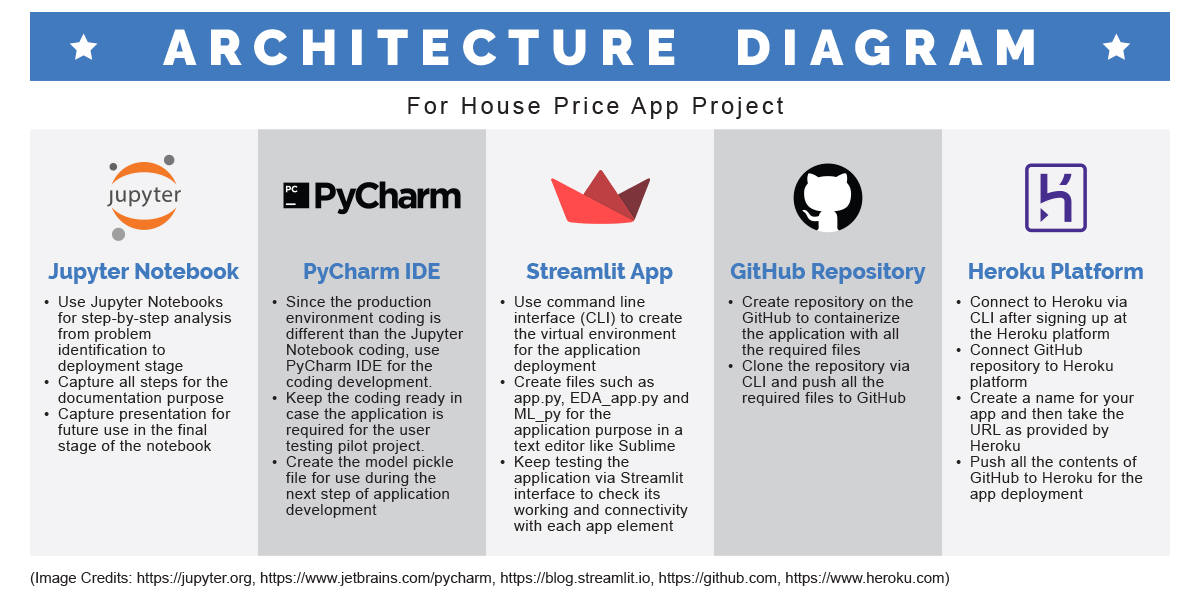 ARCHITECTURE DIAGRAM
For House Price App Project
jupyter
Jupyter Notebook
• Use Jupyter Notebooks
for step-by-step analysis
from problem
identification to
deployment stage
• Capture all steps for the
documentation purpose
• Capture presentation for
future use in the final
stage of the notebook
PC
PyCharm
PyCharm IDE
• Since the production
environment coding is
different than the Jupyter
Notebook coding, use
PyCharm IDE for the
coding development.
• Keep the coding ready in
case the application is
required for the user
testing pilot project.
• Create the model pickle
file for use during the
next step of application
development
Streamlit App
• Use command line
interface (CLI) to create
the virtual environment
for the application
deployment
• Create files such as
app.py, EDA_app.py and
ML_py for the
application purpose in a
text editor like Sublime
• Keep testing the
application via Streamlit
interface to check its
working and connectivity
with each app element
GitHub Repository
• Create repository on the
GitHub to containerize
the application with all
the required files
• Clone the repository via
CLI and push all the
required files to GitHub
Heroku Platform
• Connect to Heroku via
CLI after signing up at
the Heroku platform
• Connect GitHub
repository to Heroku
platform
• Create a name for your
app and then take the
URL as provided by
Heroku
• Push all the contents of
GitHub to Heroku for the
app deployment
(Image Credits: https://jupyter.org, https://www.jetbrains.com/pycharm, https://blog.streamlit.io, https://github.com, https://www.heroku.com)